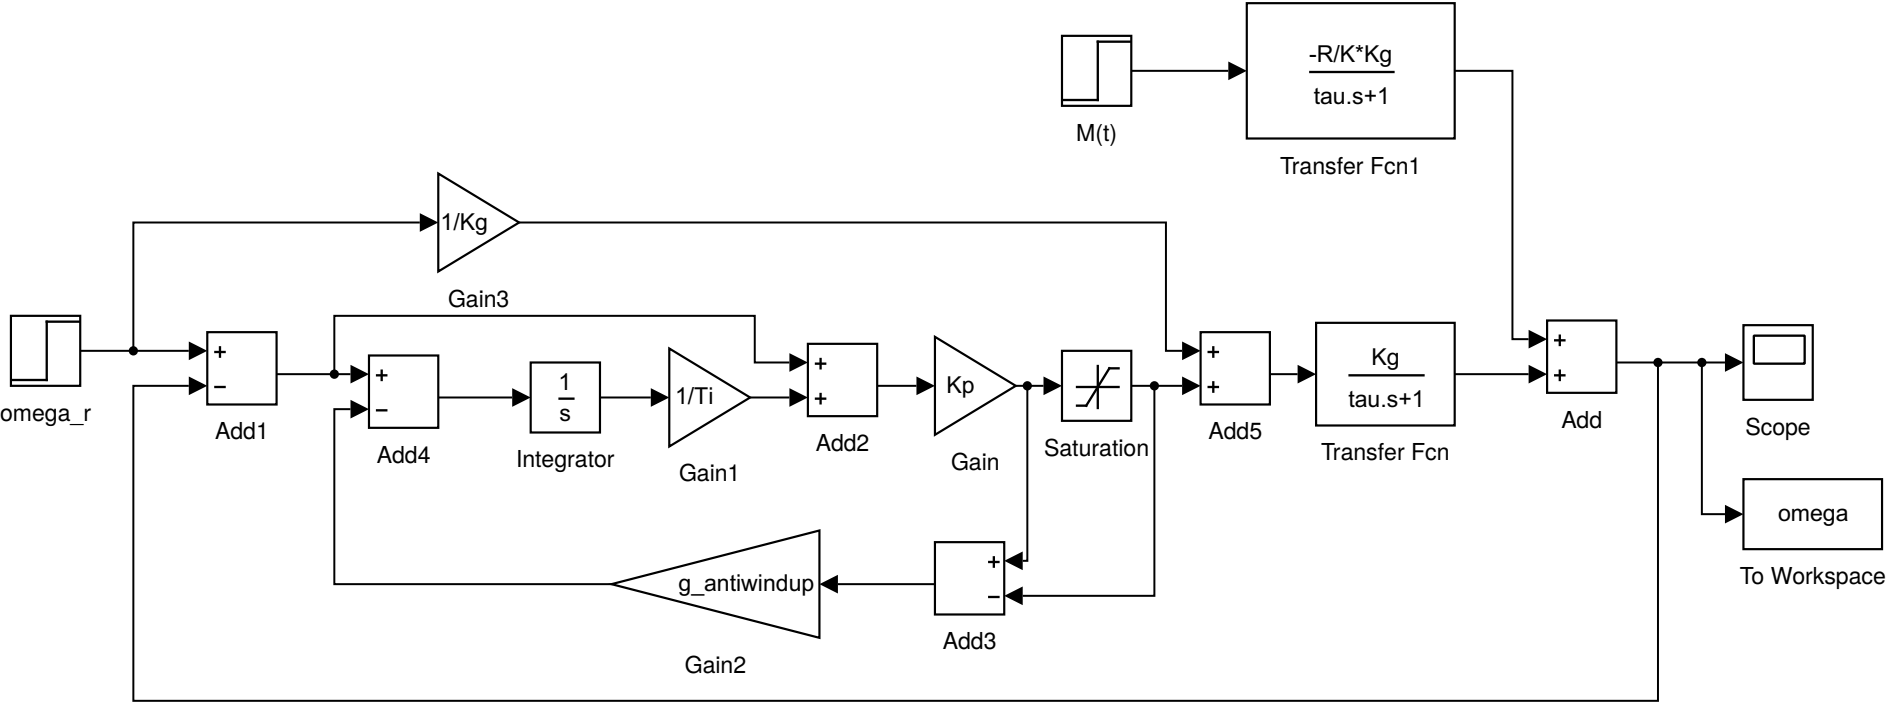 -R/K*Kg
tau.s+1
M(t)
Transfer Fcn1
1/Kg
Gain3
omega_r
+
−
Add1
+
−
Add4
1
s
Integrator
1/Ti
Gain1
+
+
Add2
Kp
Gain
Saturation
+
+
Add5
Kg
tau.s+1
Transfer Fcn
+
+
Add
Scope
omega
To Workspace
g_antiwindup
Gain2
+
−
Add3